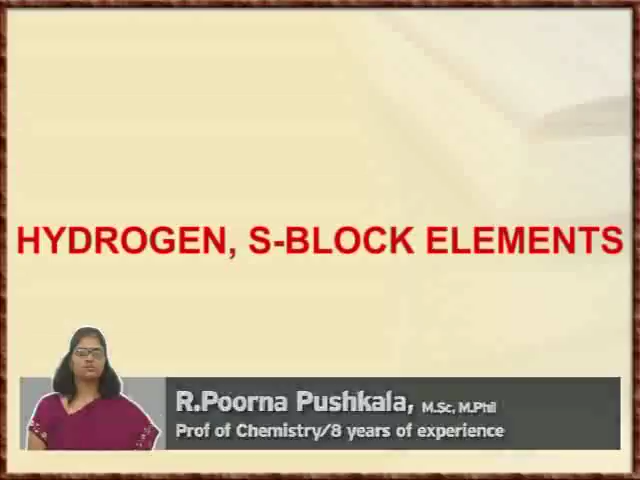 HYDROGEN, S-BLOCK ELEMENTS
R.Poorna Pushkala, M.Sc, M.Phil
Prof of Chemistry/8 years of experience